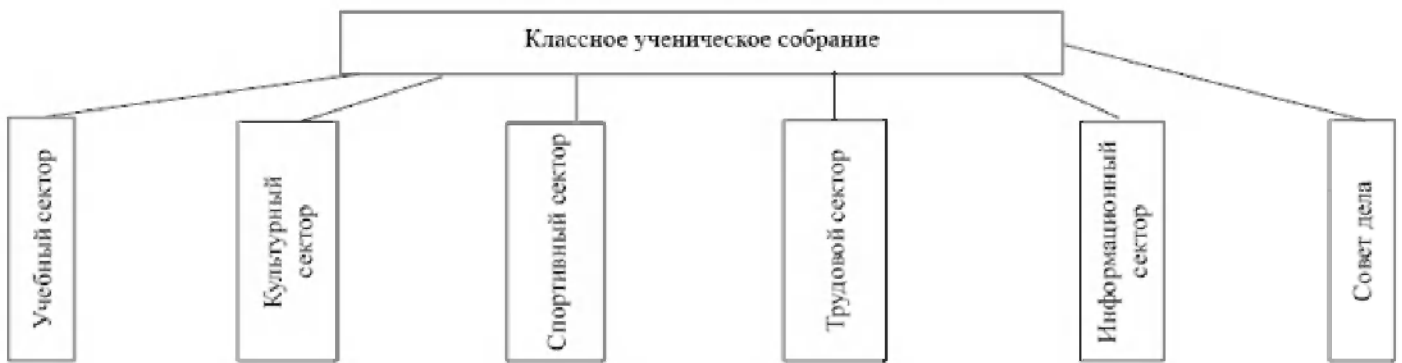 Классное ученическое собрание
Учебный сектор
Культурный
сектор
Спортивный сектор
Трудовой сектор
Информационный
сектор
Совет дела